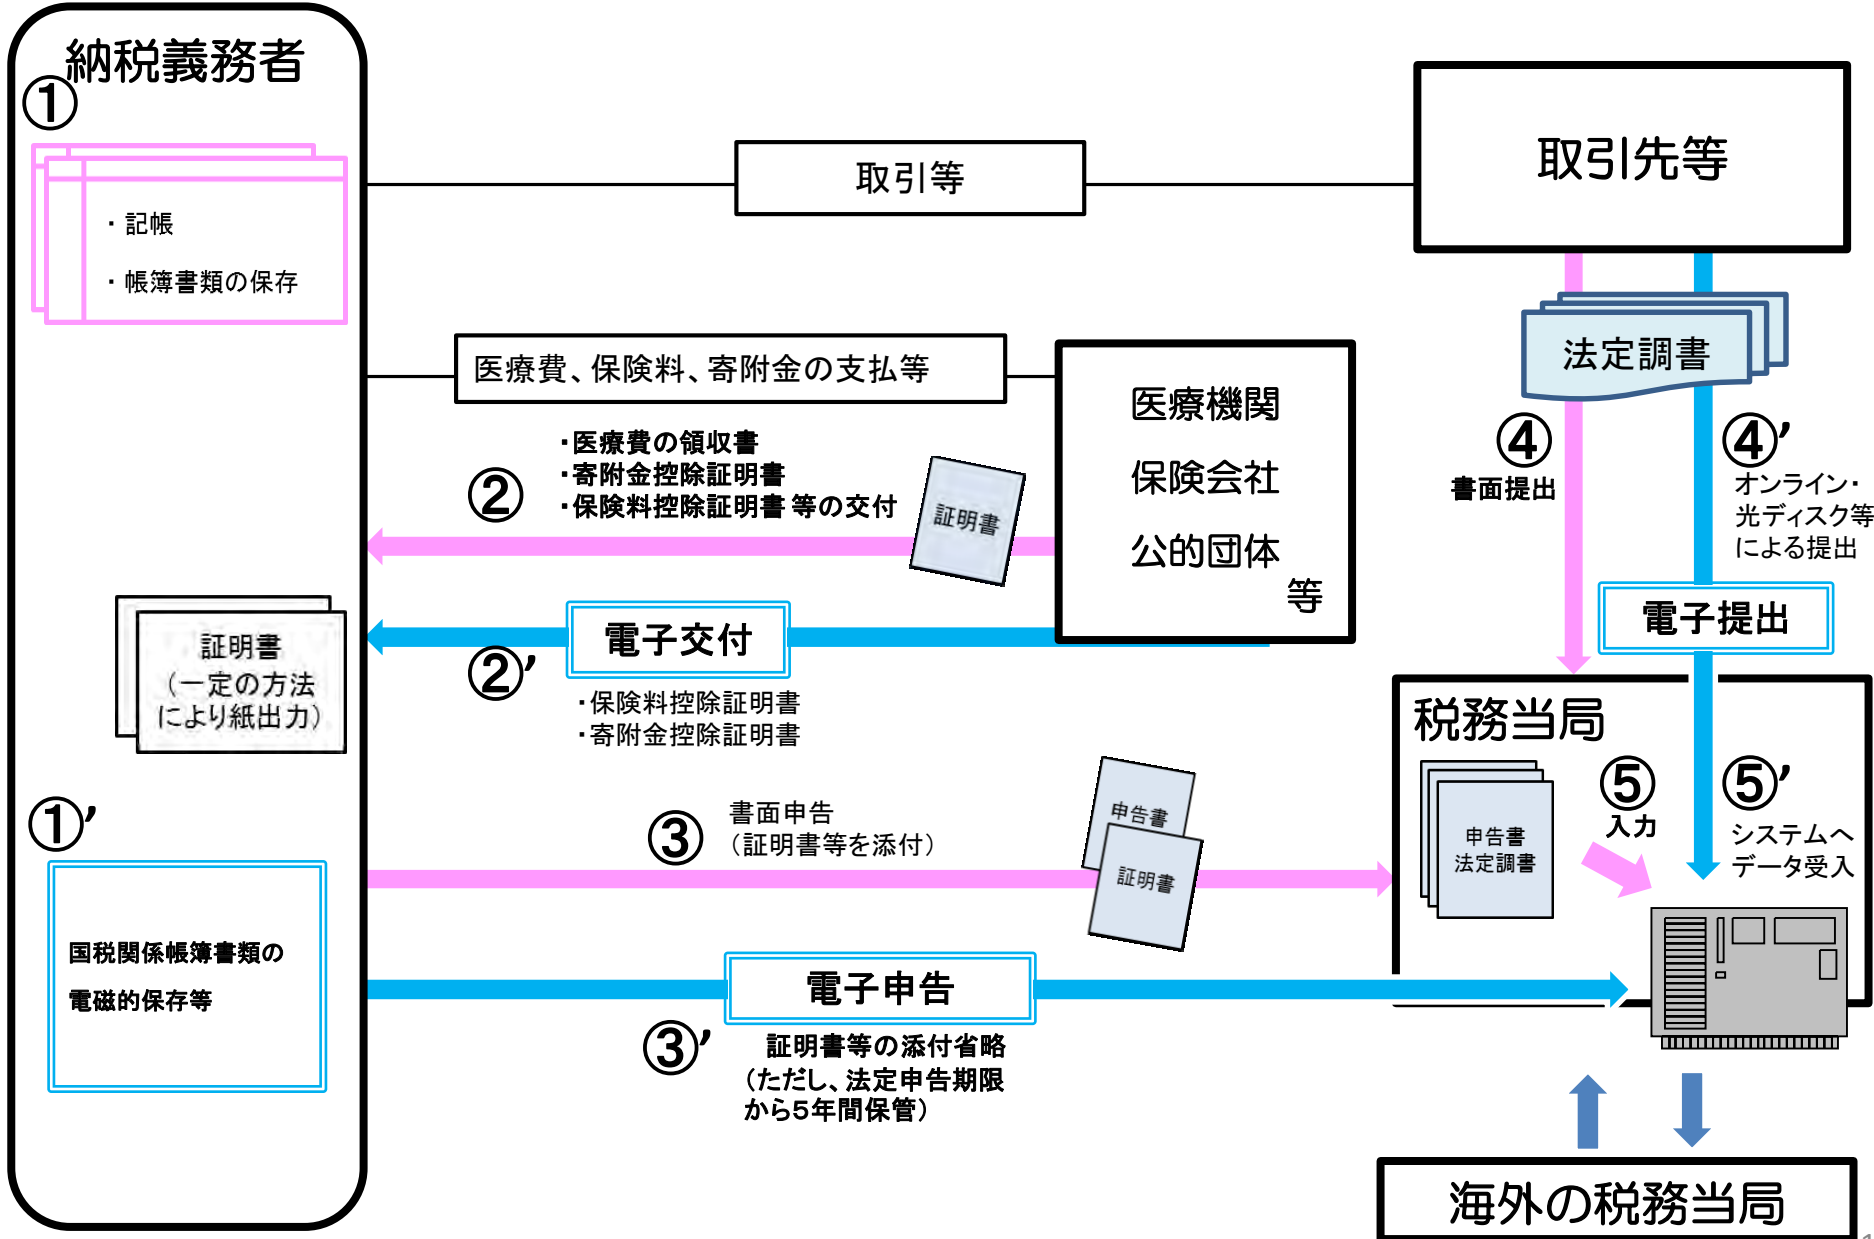 納税義務者
①
・記帳
・帳簿書類の保存
取引等
取引先等
医療費、保険料、寄附金の支払等
医療機関
保険会社
公的団体
等
②
・医療費の領収書
・寄附金控除証明書
・保険料控除証明書 等の交付
証明書
法定調書
④
書面提出
④’
オンライン・
光ディスク等
による提出
電子提出
証明書
(一定の方法
により紙出力)
②’
電子交付
・保険料控除証明書
・寄附金控除証明書
税務当局
申告書
法定調書
⑤
入力
⑤’
システムへ
データ受入
①’
国税関係帳簿書類の
電磁的保存等
③
書面申告
(証明書等を添付)
申告書
証明書
電子申告
③’
証明書等の添付省略
(ただし、法定申告期限
から5年間保管)
海外の税務当局